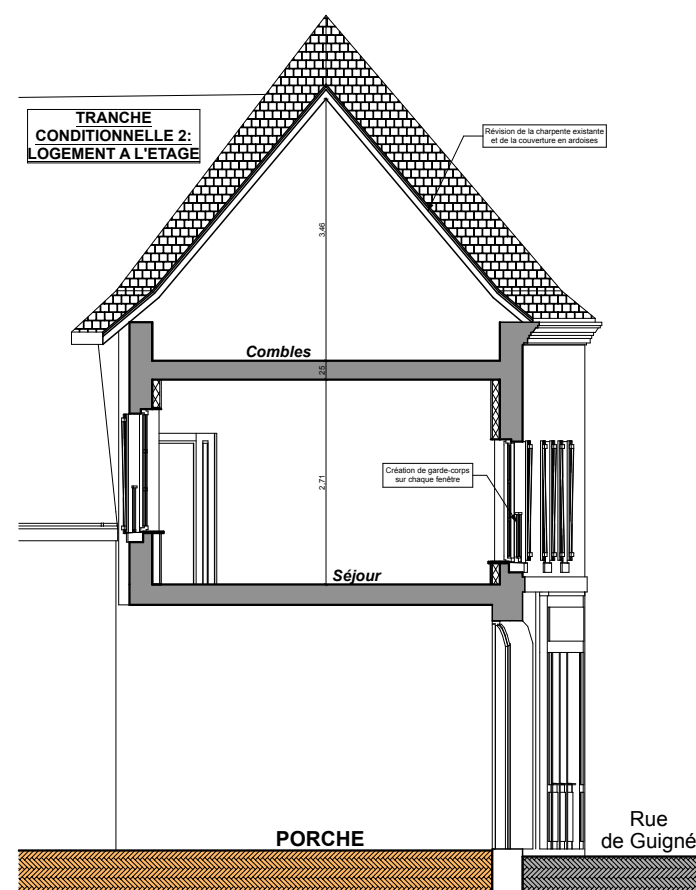 TRANCHE
CONDITIONNELLE 2:
LOGEMENT A L'ETAGE
Révision de la charpente existante
et de la couverture en ardoises
3,46
Combles
25
Création de garde-corps
sur chaque fenêtre
2,71
Séjour
PORCHE
Rue
de Guigné